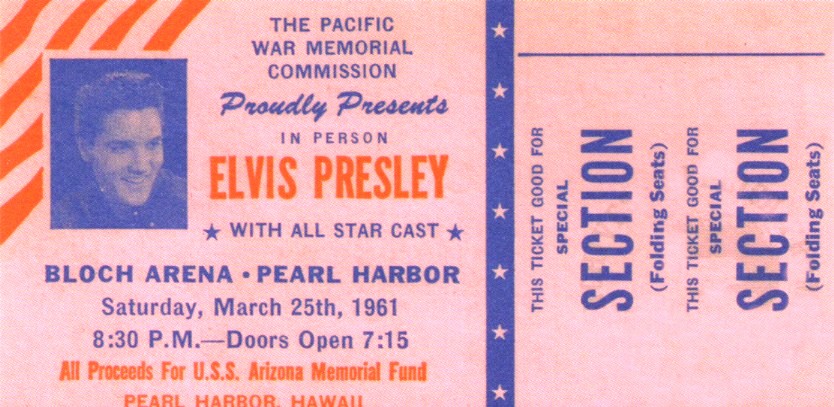 THE PACIFIC
WAR MEMORIAL
COMMISSION
Proudly Presents
IN PERSON
ELVIS PRESLEY
★ WITH ALL STAR CAST ★
BLOCH ARENA • PEARL HARBOR
Saturday, March 25th, 1961
8:30 P.M.—Doors Open 7:15
All Proceeds For U.S.S. Arizona Memorial Fund
PEARL HARBOR, HAWAII
THIS TICKET GOOD FOR
SPECIAL
SECTION
(Folding Seats)
THIS TICKET GOOD FOR
SPECIAL
SECTION
(Folding Seats)